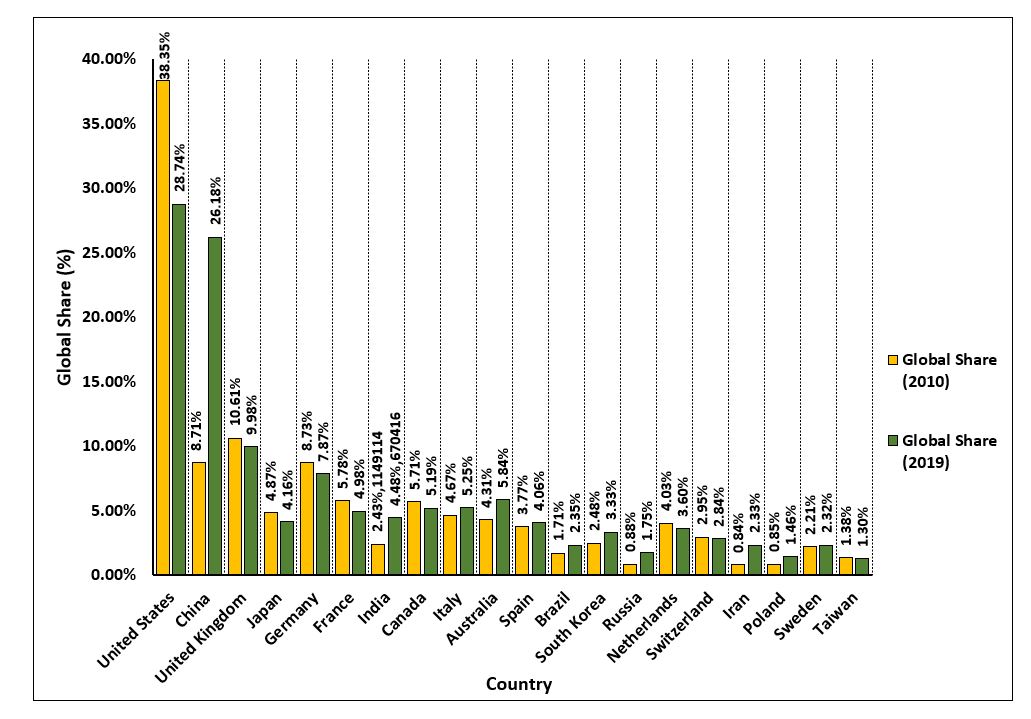 40.00%
35.00%
30.00%
25.00%
20.00%
15.00%
10.00%
5.00%
0.00%
Global Share (%)
38.35%
28.74%
8.71%
26.18%
10.61%
9.98%
4.87%
4.16%
8.73%
7.87%
5.78%
4.98%
2.43%,1149114
4.48%,670416
5.71%
5.19%
4.67%
5.25%
4.31%
5.84%
3.77%
4.06%
1.71%
2.35%
2.48%
3.33%
0.88%
1.75%
4.03%
3.60%
2.95%
2.84%
0.84%
2.33%
0.85%
1.46%
2.21%
2.32%
1.38%
1.30%
United States
China
United Kingdom
Japan
Germany
France
India
Canada
Italy
Australia
Spain
Brazil
South Korea
Russia
Netherlands
Switzerland
Iran
Poland
Sweden
Taiwan
Country
Global Share
(2010)
Global Share
(2019)